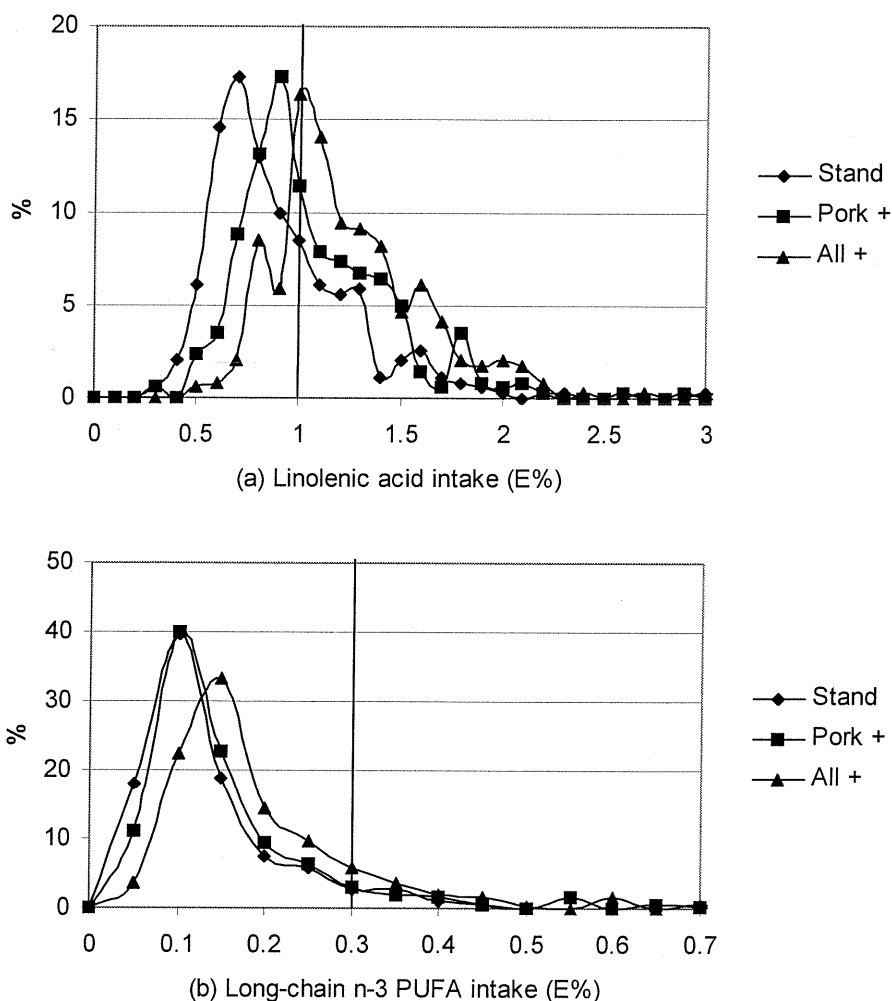 20
15
10
5
0
%
0 0.5 1 1.5 2 2.5 3
(a) Linolenic acid intake (E%)
Stand
Pork +
All +
50
40
30
20
10
0
%
0 0.1 0.2 0.3 0.4 0.5 0.6 0.7
(b) Long-chain n-3 PUFA intake (E%)
Stand
Pork +
All +